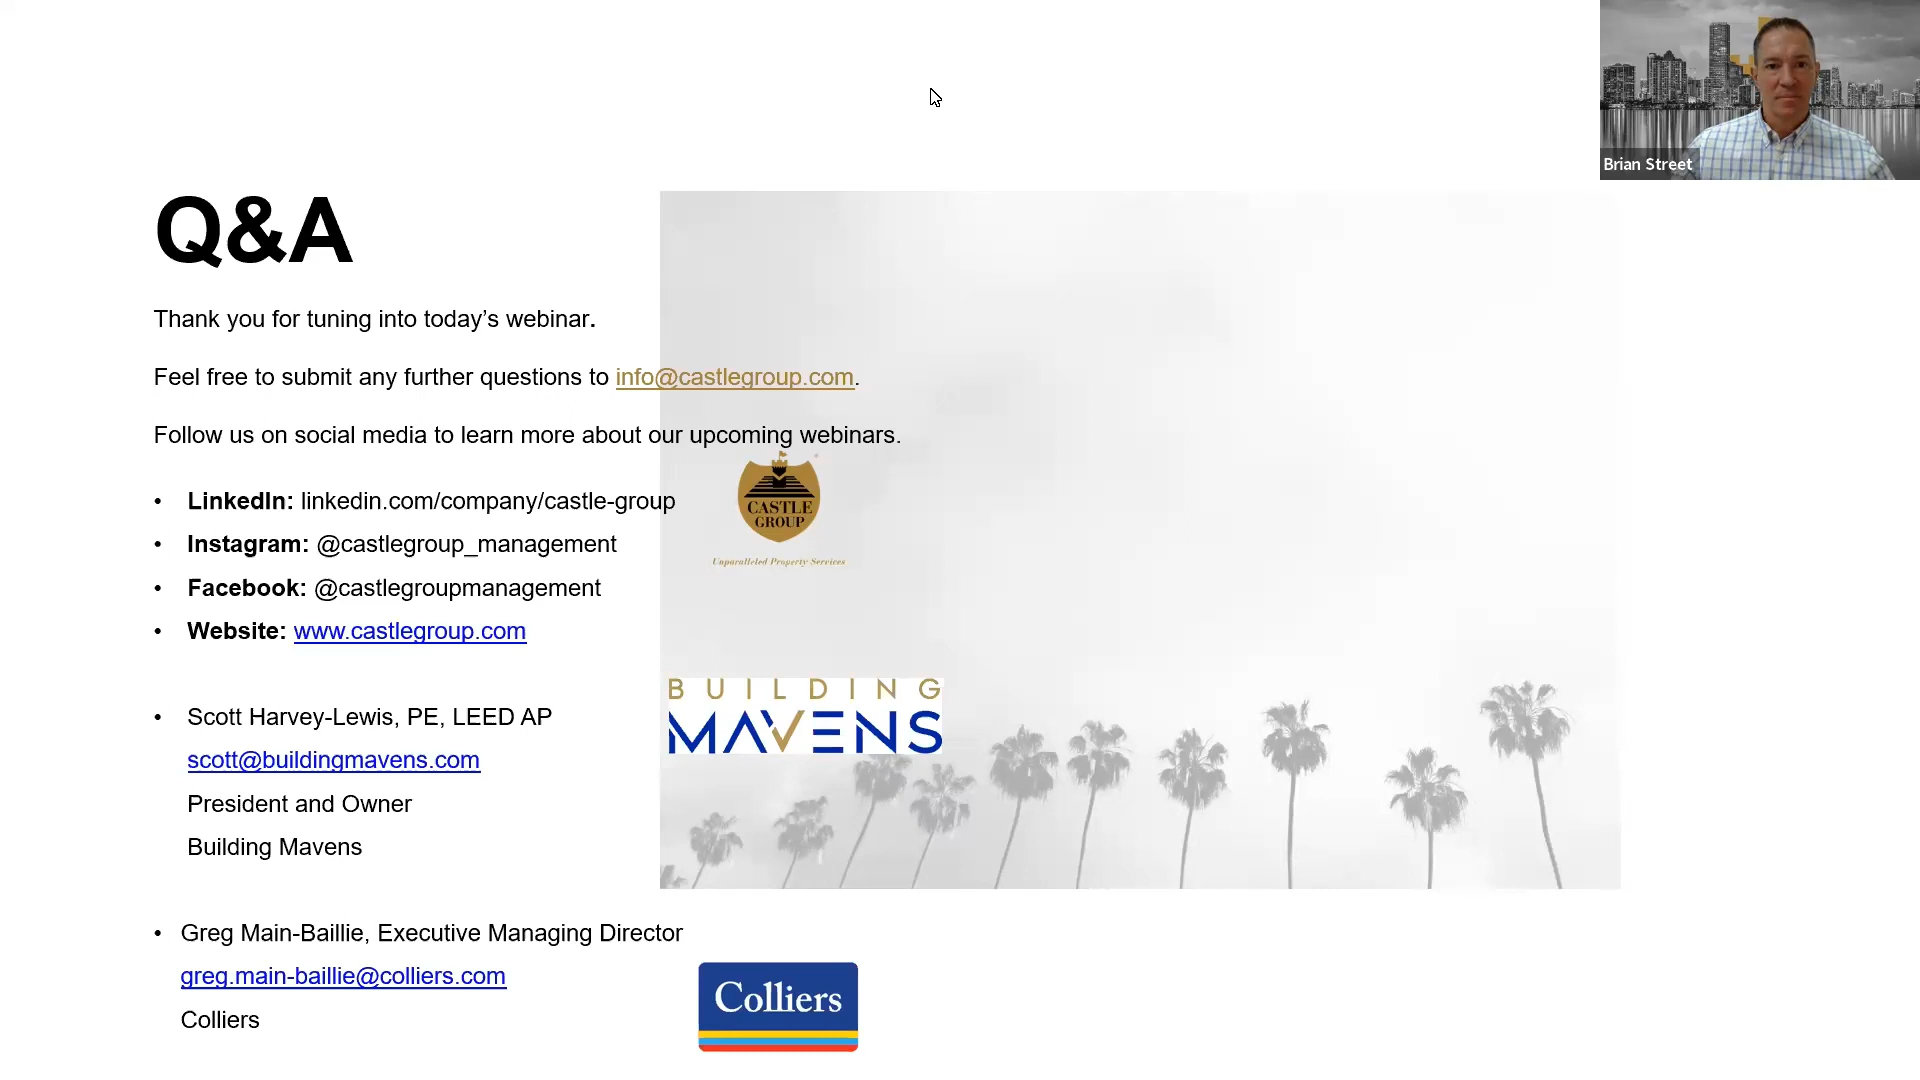 Brian Street
Q&A
Thank you for tuning into today’s webinar.
Feel free to submit any further questions to info@castlegroup.com.
Follow us on social media to learn more about our upcoming webinars.
• LinkedIn: linkedin.com/company/castle-group
• Instagram: @castlegroup_management
• Facebook: @castlegroupmanagement
• Website: www.castlegroup.com
CASTLE
GROUP
Unparalleled Property Services
• Scott Harvey-Lewis, PE, LEED AP
scott@buildingmavens.com
President and Owner
Building Mavens
BUILDING
MAVENS
• Greg Main-Baillie, Executive Managing Director
greg.main-baillie@colliers.com
Colliers
Colliers